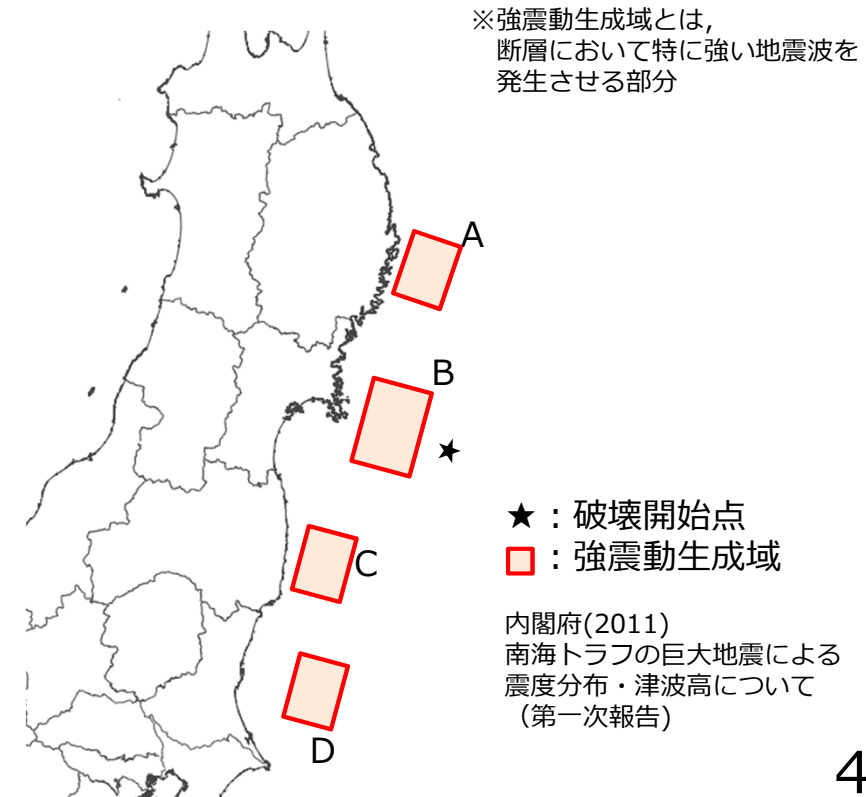 ※強震動生成域とは,
断層において特に強い地震波を
発生させる部分
A
B
C
D
★：破壊開始点
：強震動生成域
内閣府(2011)
南海トラフの巨大地震による
震度分布・津波高について
（第一次報告)
4